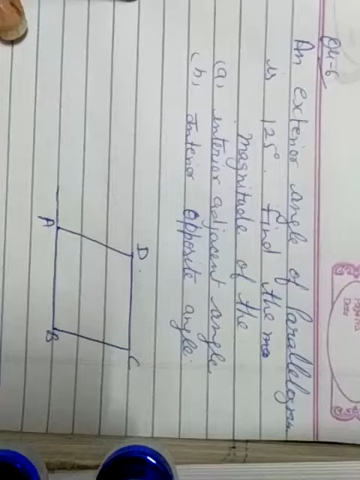 Qu-6
An exterior angle of Parallelogram
is 125°. Find the
magnitude of the
(a) interior adjacent angle
(b) interior opposite angle.
D
C
A
B
Date